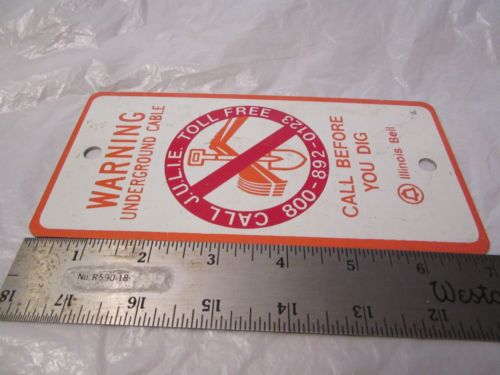 WARNING
UNDERGROUND CABLE
CALL J.U.L.I.E. TOLL FREE
800-892-0123
CALL BEFORE
YOU DIG
Illinois Bell
1 2 3 4 5 6 7
No. R590-18
18 17 16 15 14 13 12